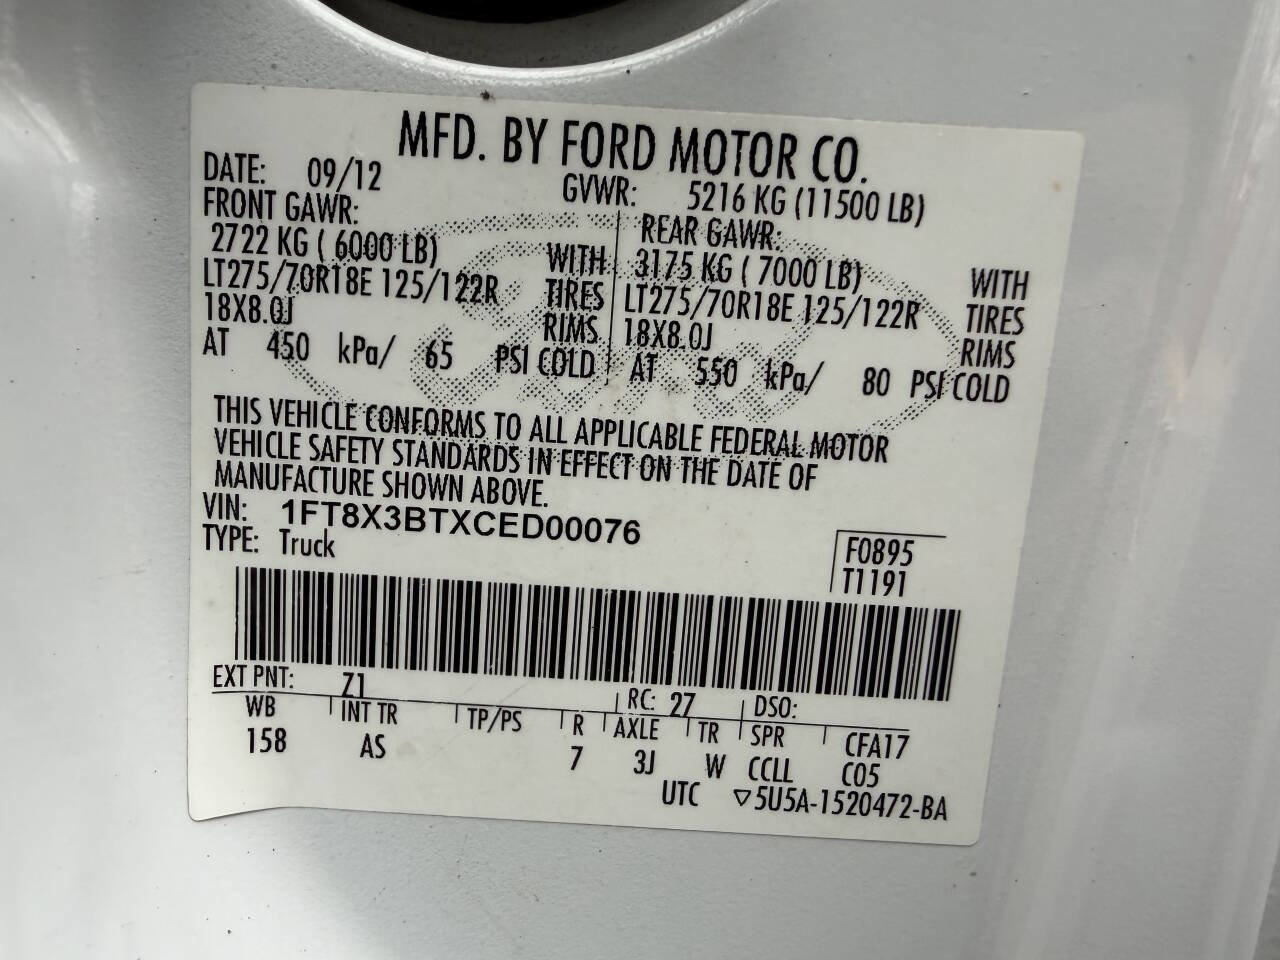 MFD. BY FORD MOTOR CO.
DATE: 09/12 GVWR: 5216 KG (11500 LB)
FRONT GAWR: REAR GAWR:
2722 KG ( 6000 LB) WITH 3175 KG ( 7000 LB) WITH
LT275/70R18E 125/122R TIRES LT275/70R18E 125/122R TIRES
18X8.0J RIMS 18X8.0J RIMS
AT 450 kPa/ 65 PSI COLD AT 550 kPa/ 80 PSI COLD
THIS VEHICLE CONFORMS TO ALL APPLICABLE FEDERAL MOTOR
VEHICLE SAFETY STANDARDS IN EFFECT ON THE DATE OF
MANUFACTURE SHOWN ABOVE.
VIN: 1FT8X3BTXCED00076
TYPE: Truck
F0895
T1191
EXT PNT: Z1 RC: 27 DSO:
WB INT TR TP/PS R AXLE TR SPR CFA17
158 AS 7 3J W CCLL C05
UTC ▽5U5A-1520472-BA